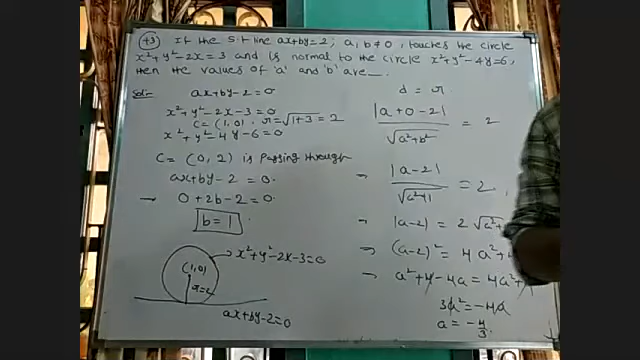 43) If the St. line ax+by=2; a,b≠0, touches the circle
x²+y²-2x=3 and is normal to the circle x²+y²-4y=6,
then the values of 'a' and 'b' are__
Soln:- ax+by-2=0
x²+y²-2x-3=0
C=(1,0), r=√1+3=2
x²+y²-4y-6=0
C=(0,2) is passing through
ax+by-2=0.
→ 0+2b-2=0.
b=1
(1,0)
r=2
x²+y²-2x-3=0
ax+by-2=0
d=r
|a+0-2|/√a²+b² = 2
→ |a-2|/√a²+1 = 2,
→ |a-2| = 2√a²+
→ (a-2)² = 4a²+
→ a²+4-4a=4a²+
3a²=-4a
a=-4/3.